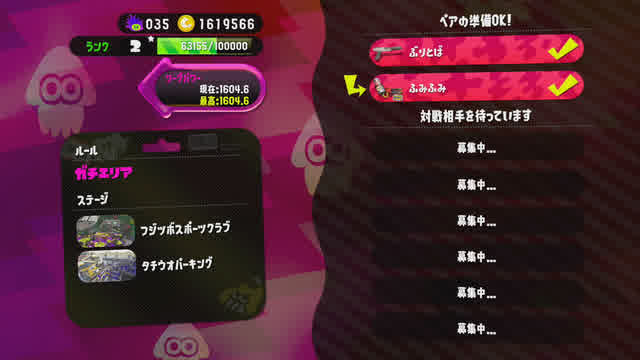 035 1619566
ランク 2 63155/100000
リーグパワー
現在:1604.6
最高:1604.6
ルール
ガチエリア
ステージ
フジツボスポーツクラブ
タチウオパーキング
ペアの準備OK!
ぷりとば
ふみふみ
対戦相手を待っています
募集中...
募集中...
募集中...
募集中...
募集中...
募集中...